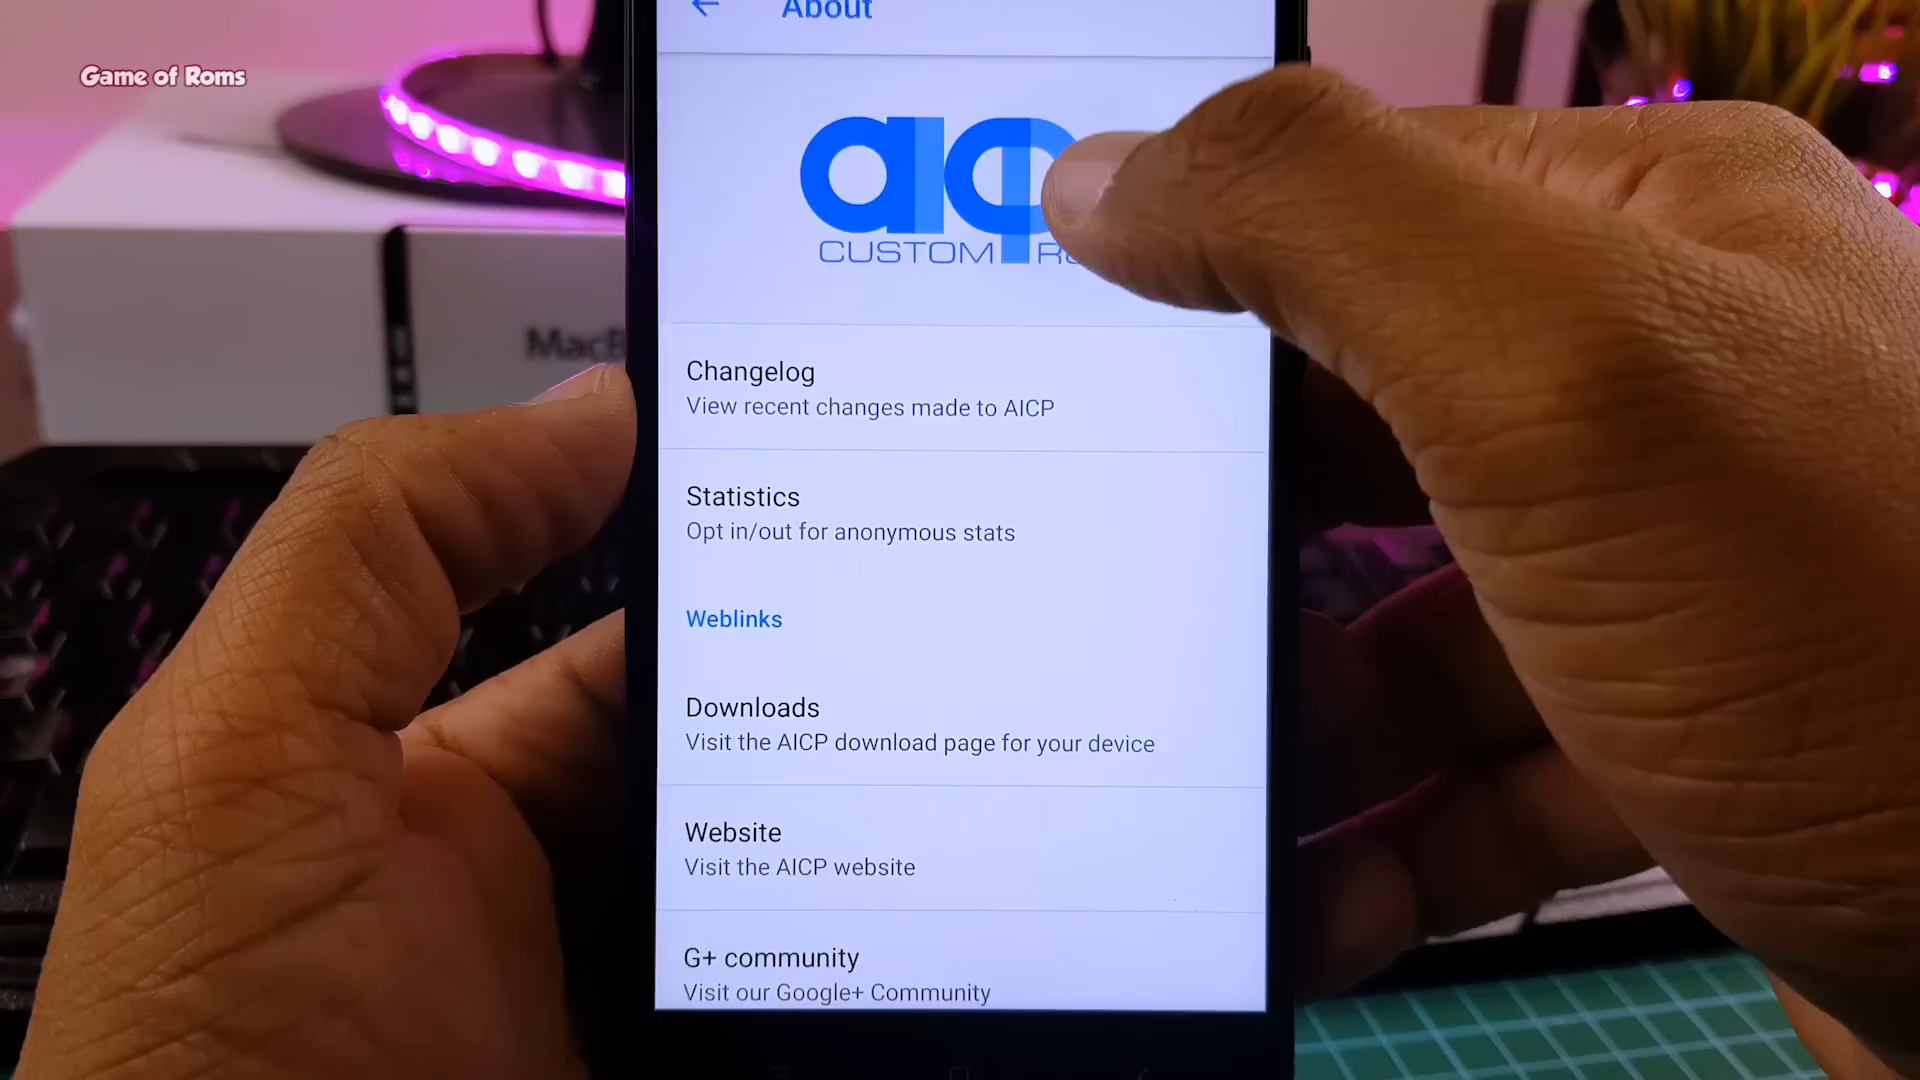 About
Game of Roms
aicp
CUSTOM
MacB
Changelog
View recent changes made to AICP
Statistics
Opt in/out for anonymous stats
Weblinks
Downloads
Visit the AICP download page for your device
Website
Visit the AICP website
G+ community
Visit our Google+ Community